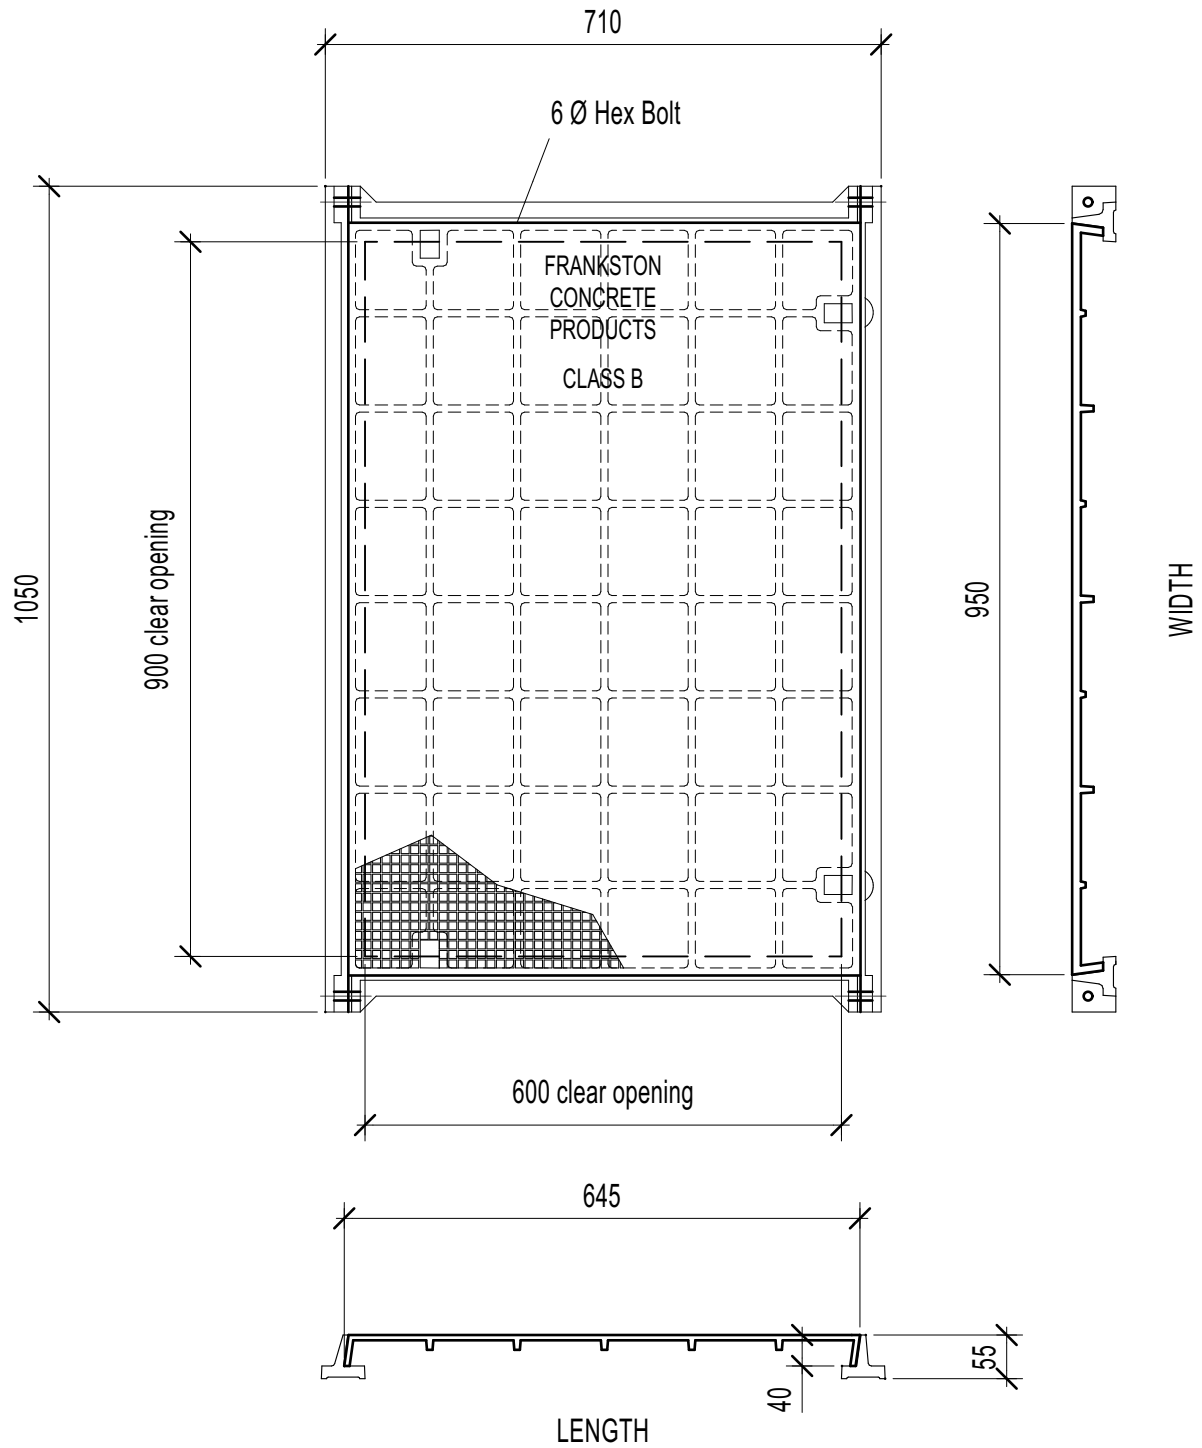 710
6 Ø Hex Bolt
FRANKSTON
CONCRETE
PRODUCTS
CLASS B
1050
900 clear opening
950
WIDTH
600 clear opening
645
55
40
LENGTH